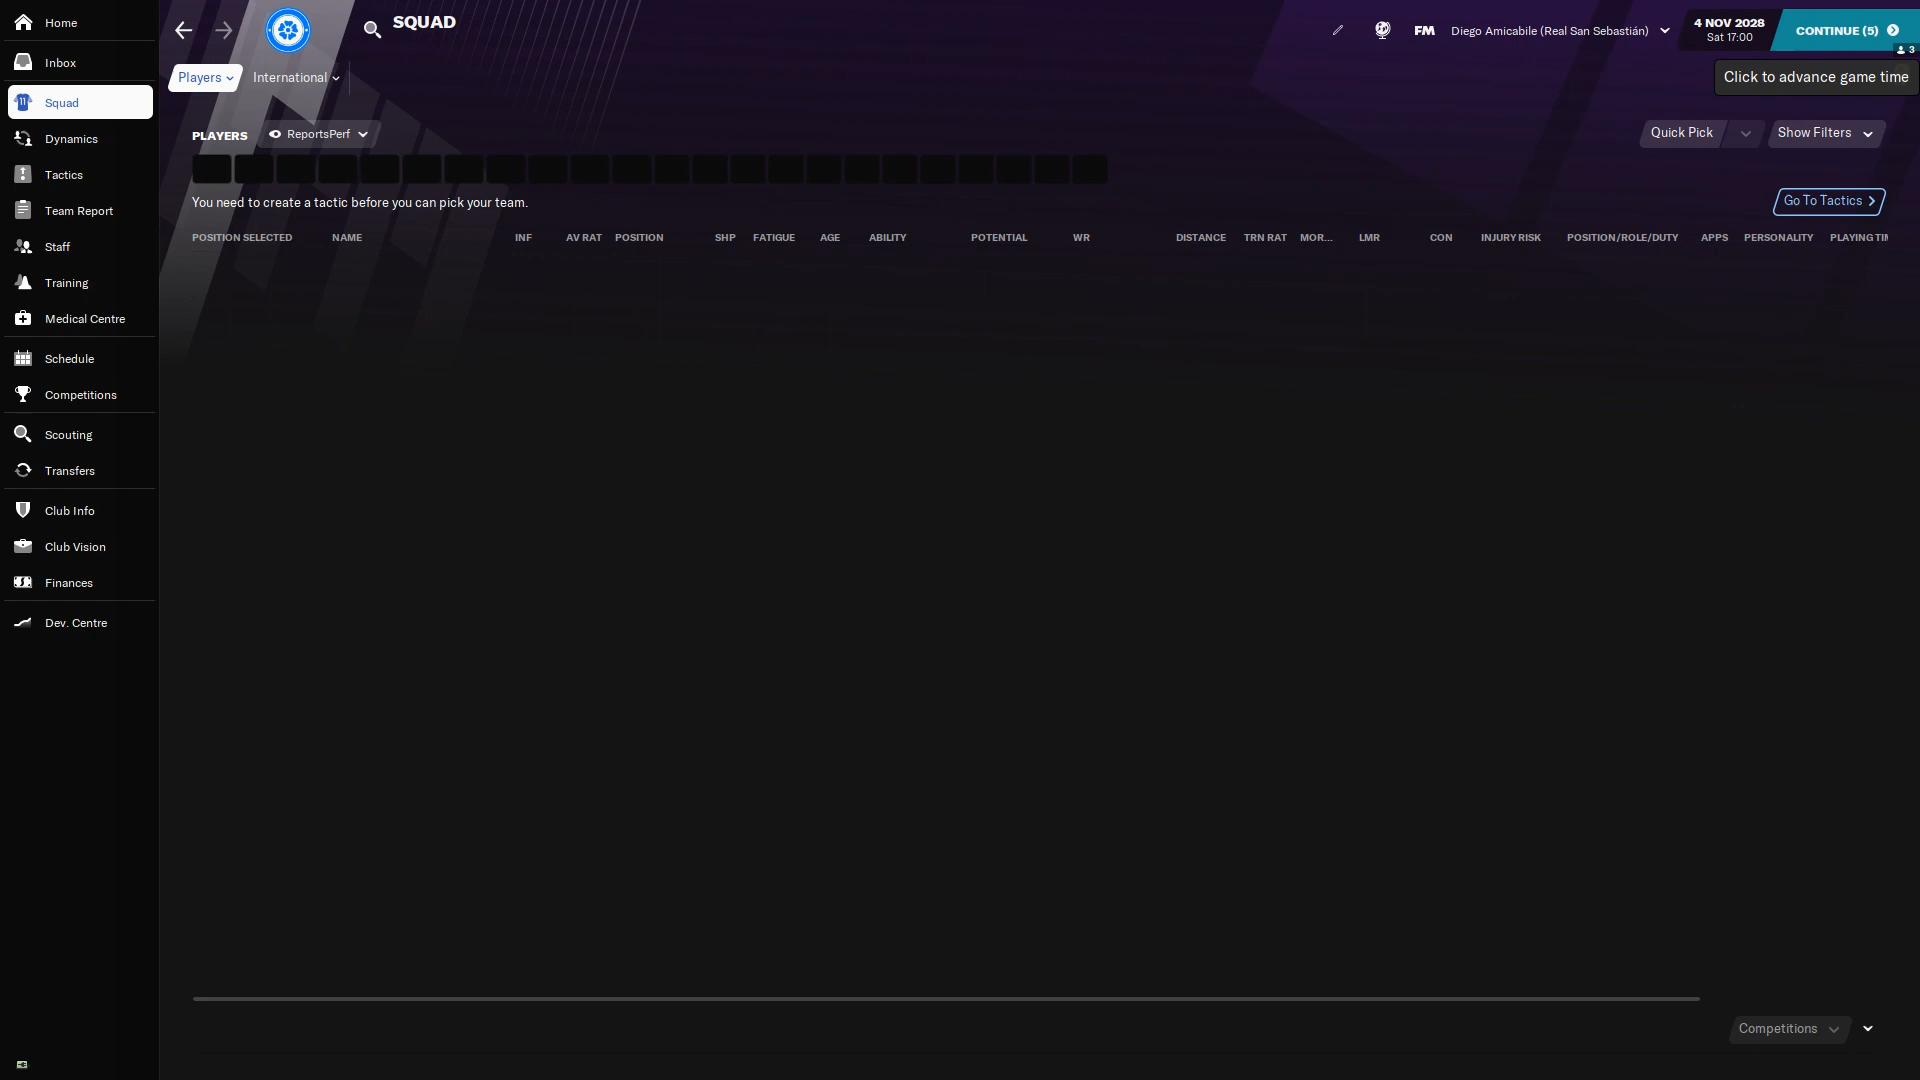 Home
Inbox
Squad
Dynamics
Tactics
Team Report
Staff
Training
Medical Centre
Schedule
Competitions
Scouting
Transfers
Club Info
Club Vision
Finances
Dev. Centre
SQUAD
FM
Diego Amicabile (Real San Sebastián)
4 NOV 2028
Sat 17:00
CONTINUE (5)
3
Click to advance game time
Players
International
PLAYERS
ReportsPerf
Quick Pick
Show Filters
You need to create a tactic before you can pick your team.
Go To Tactics
POSITION SELECTED NAME INF AV RAT POSITION SHP FATIGUE AGE ABILITY POTENTIAL WR DISTANCE TRN RAT MOR... LMR CON INJURY RISK POSITION/ROLE/DUTY APPS PERSONALITY PLAYING TIN
Competitions